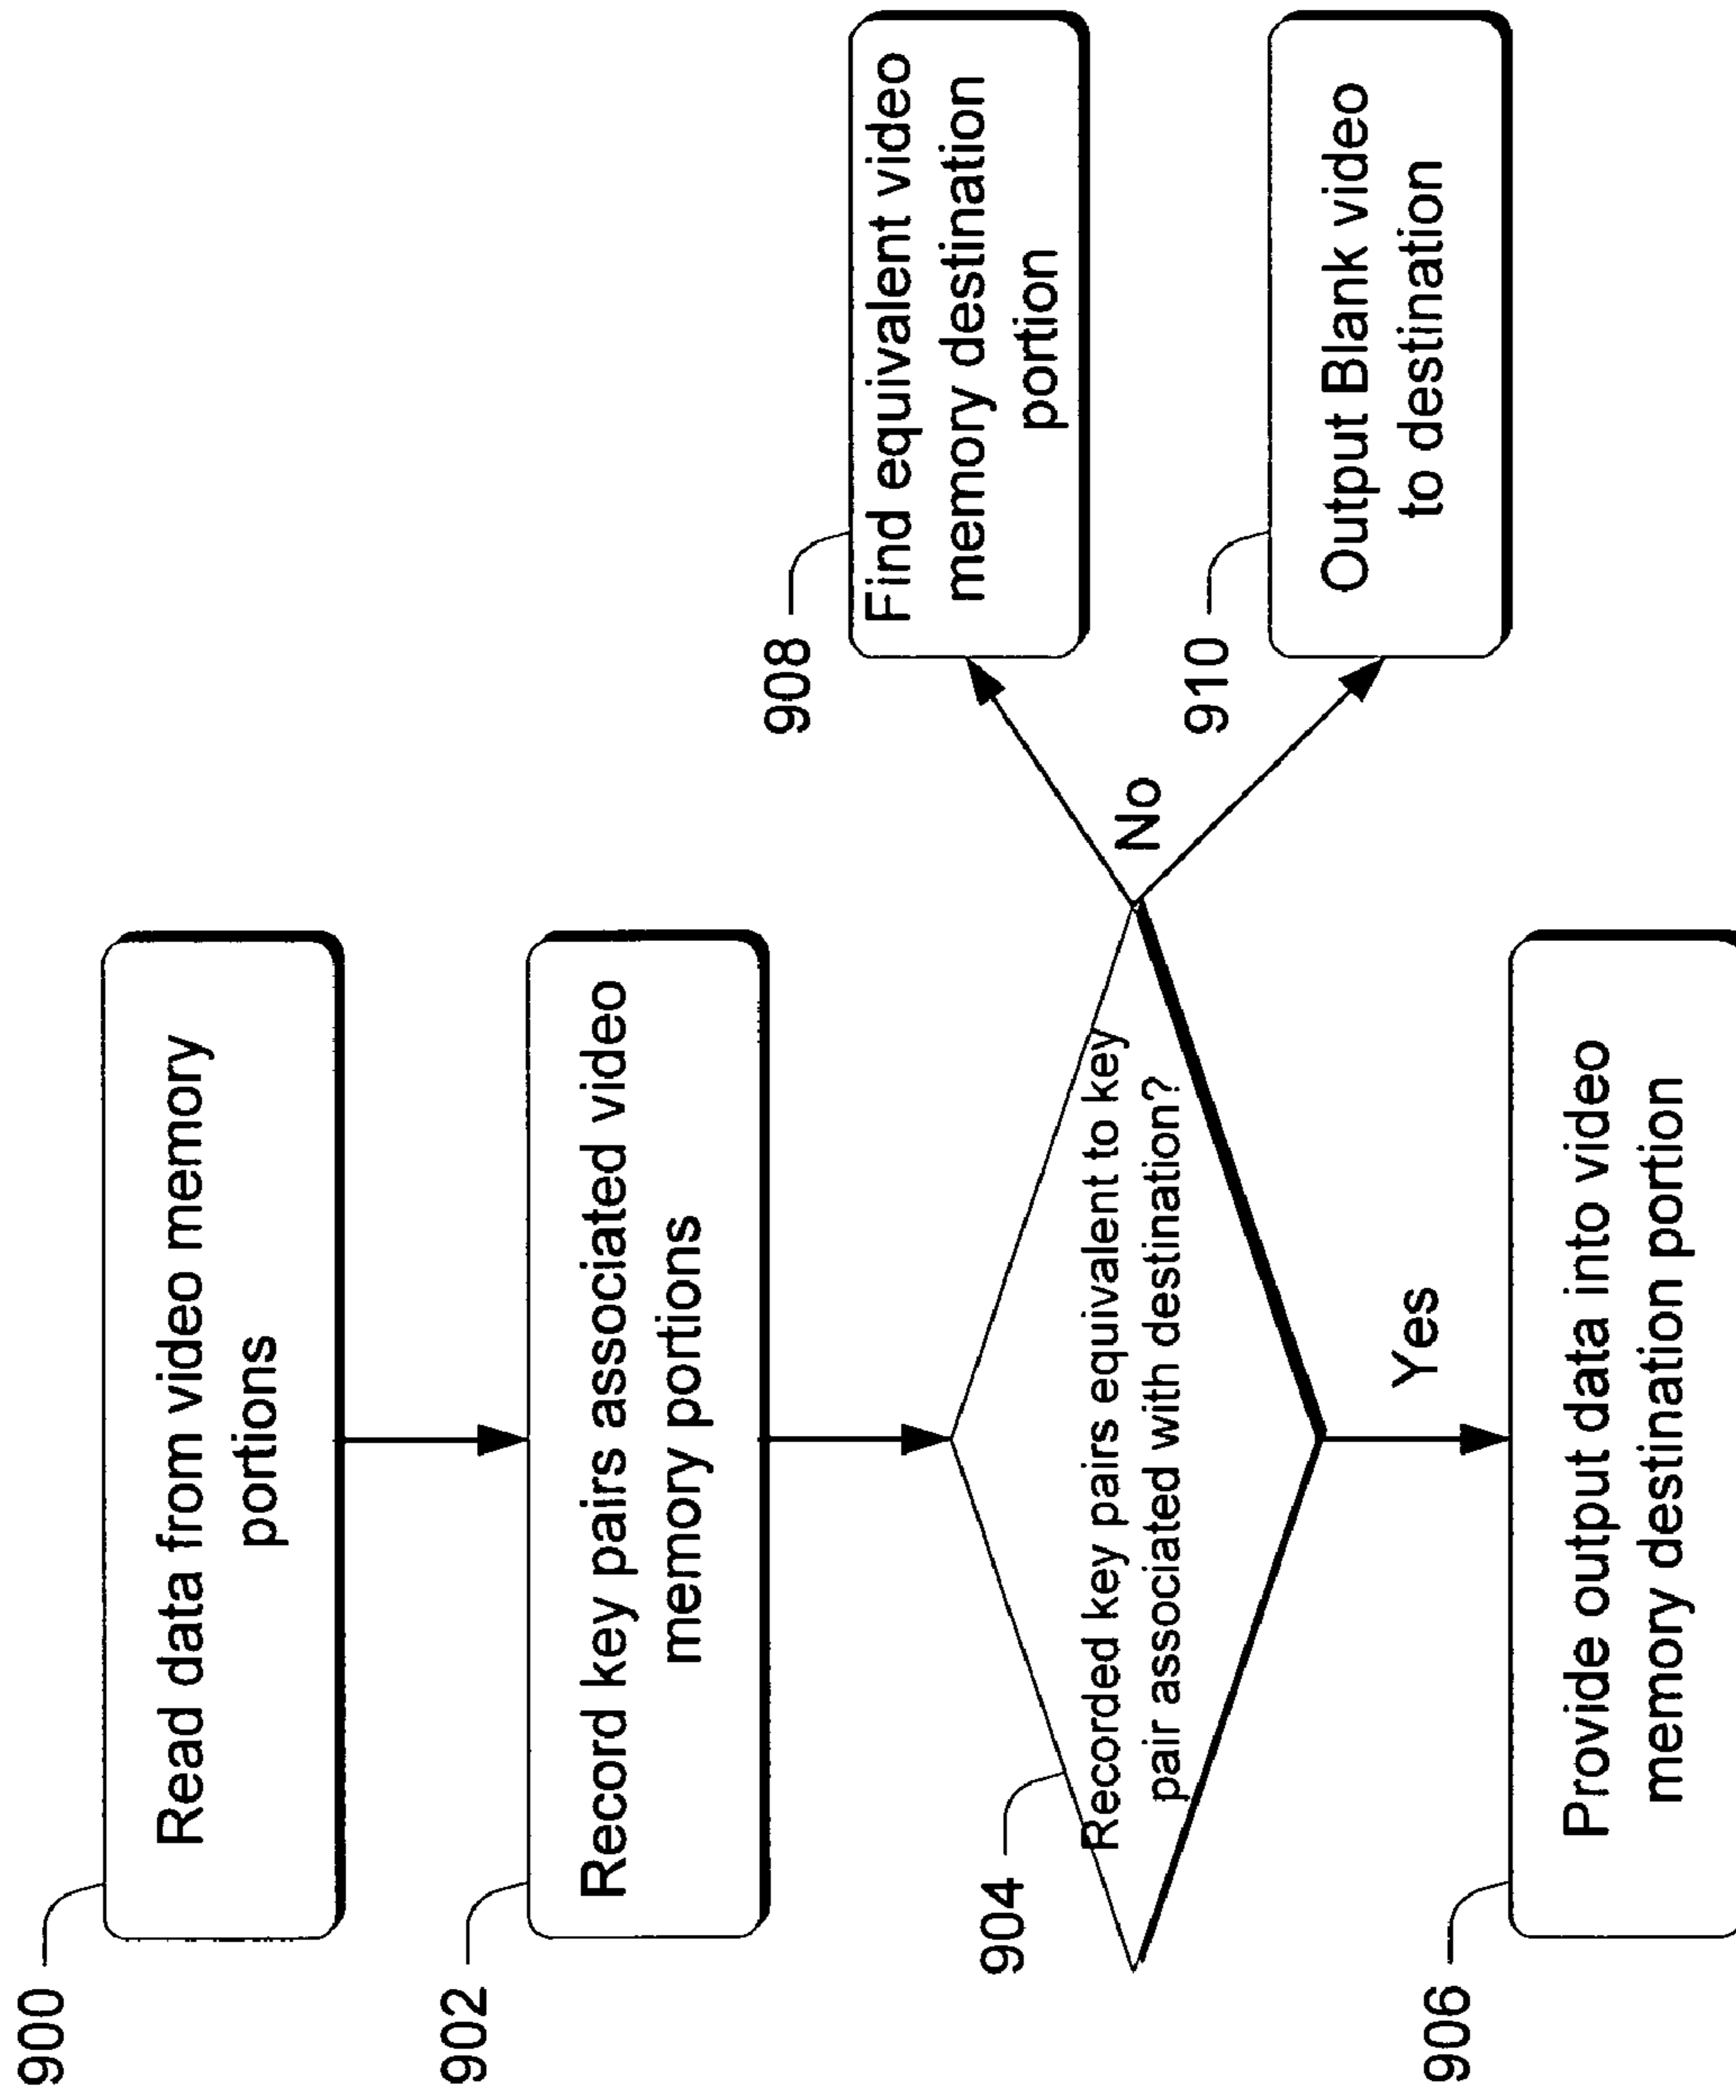 900
Read data from video memory
portions
902
Record key pairs associated video
memory portions
904
Recorded key pairs equivalent to key
pair associated with destination?
No
908
Find equivalent video
memory destination
portion
910
Output Blank video
to destination
Yes
906
Provide output data into video
memory destination portion